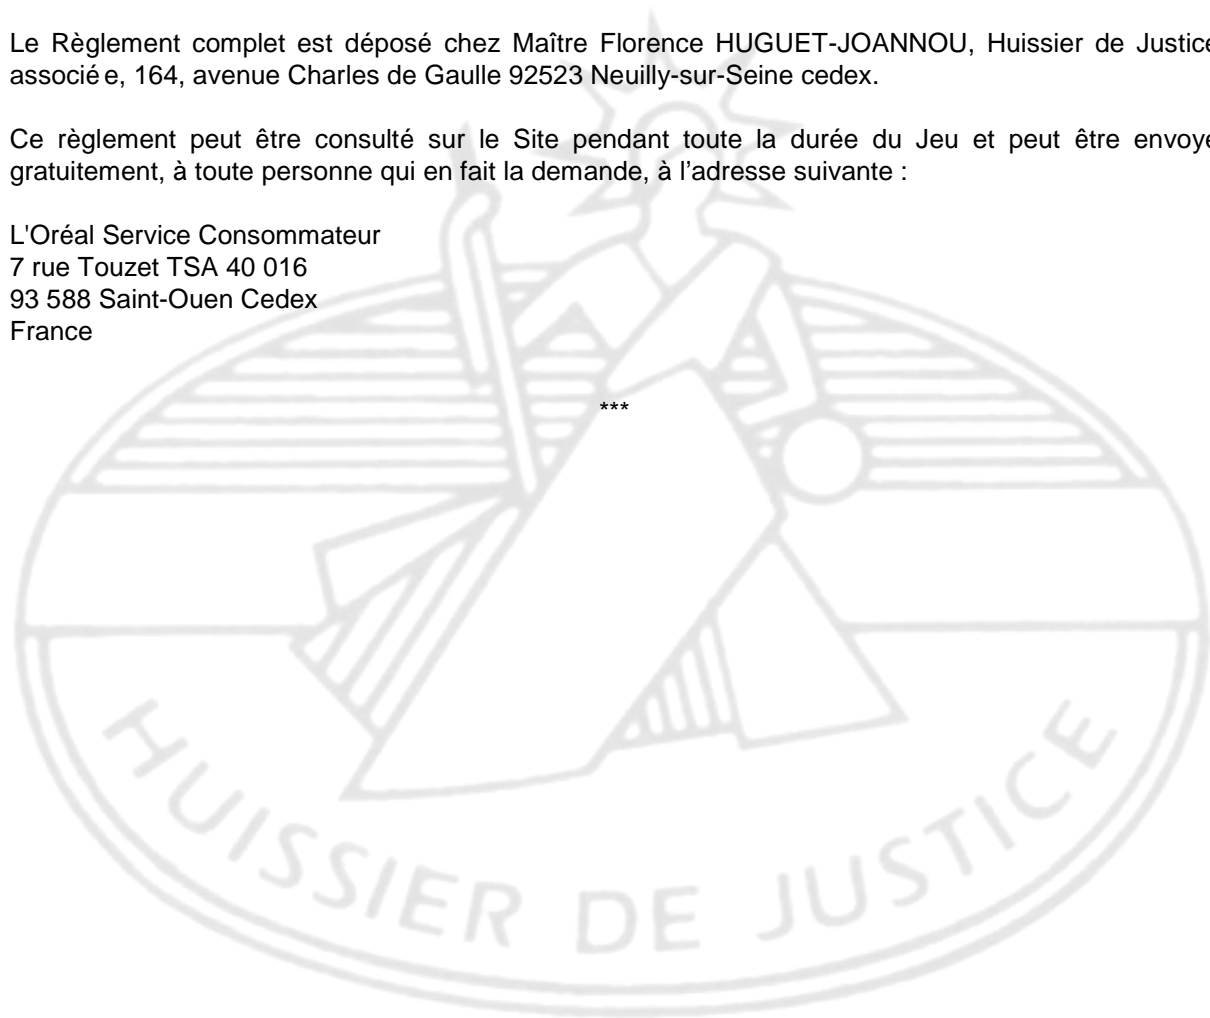 Le Règlement complet est déposé chez Maître Florence HUGUET-JOANNOU, Huissier de Justice
associée, 164, avenue Charles de Gaulle 92523 Neuilly-sur-Seine cedex.
Ce règlement peut être consulté sur le Site pendant toute la durée du Jeu et peut être envoyé
gratuitement, à toute personne qui en fait la demande, à l’adresse suivante :
L'Oréal Service Consommateur
7 rue Touzet TSA 40 016
93 588 Saint-Ouen Cedex
France
***
HUISSIER DE JUSTICE